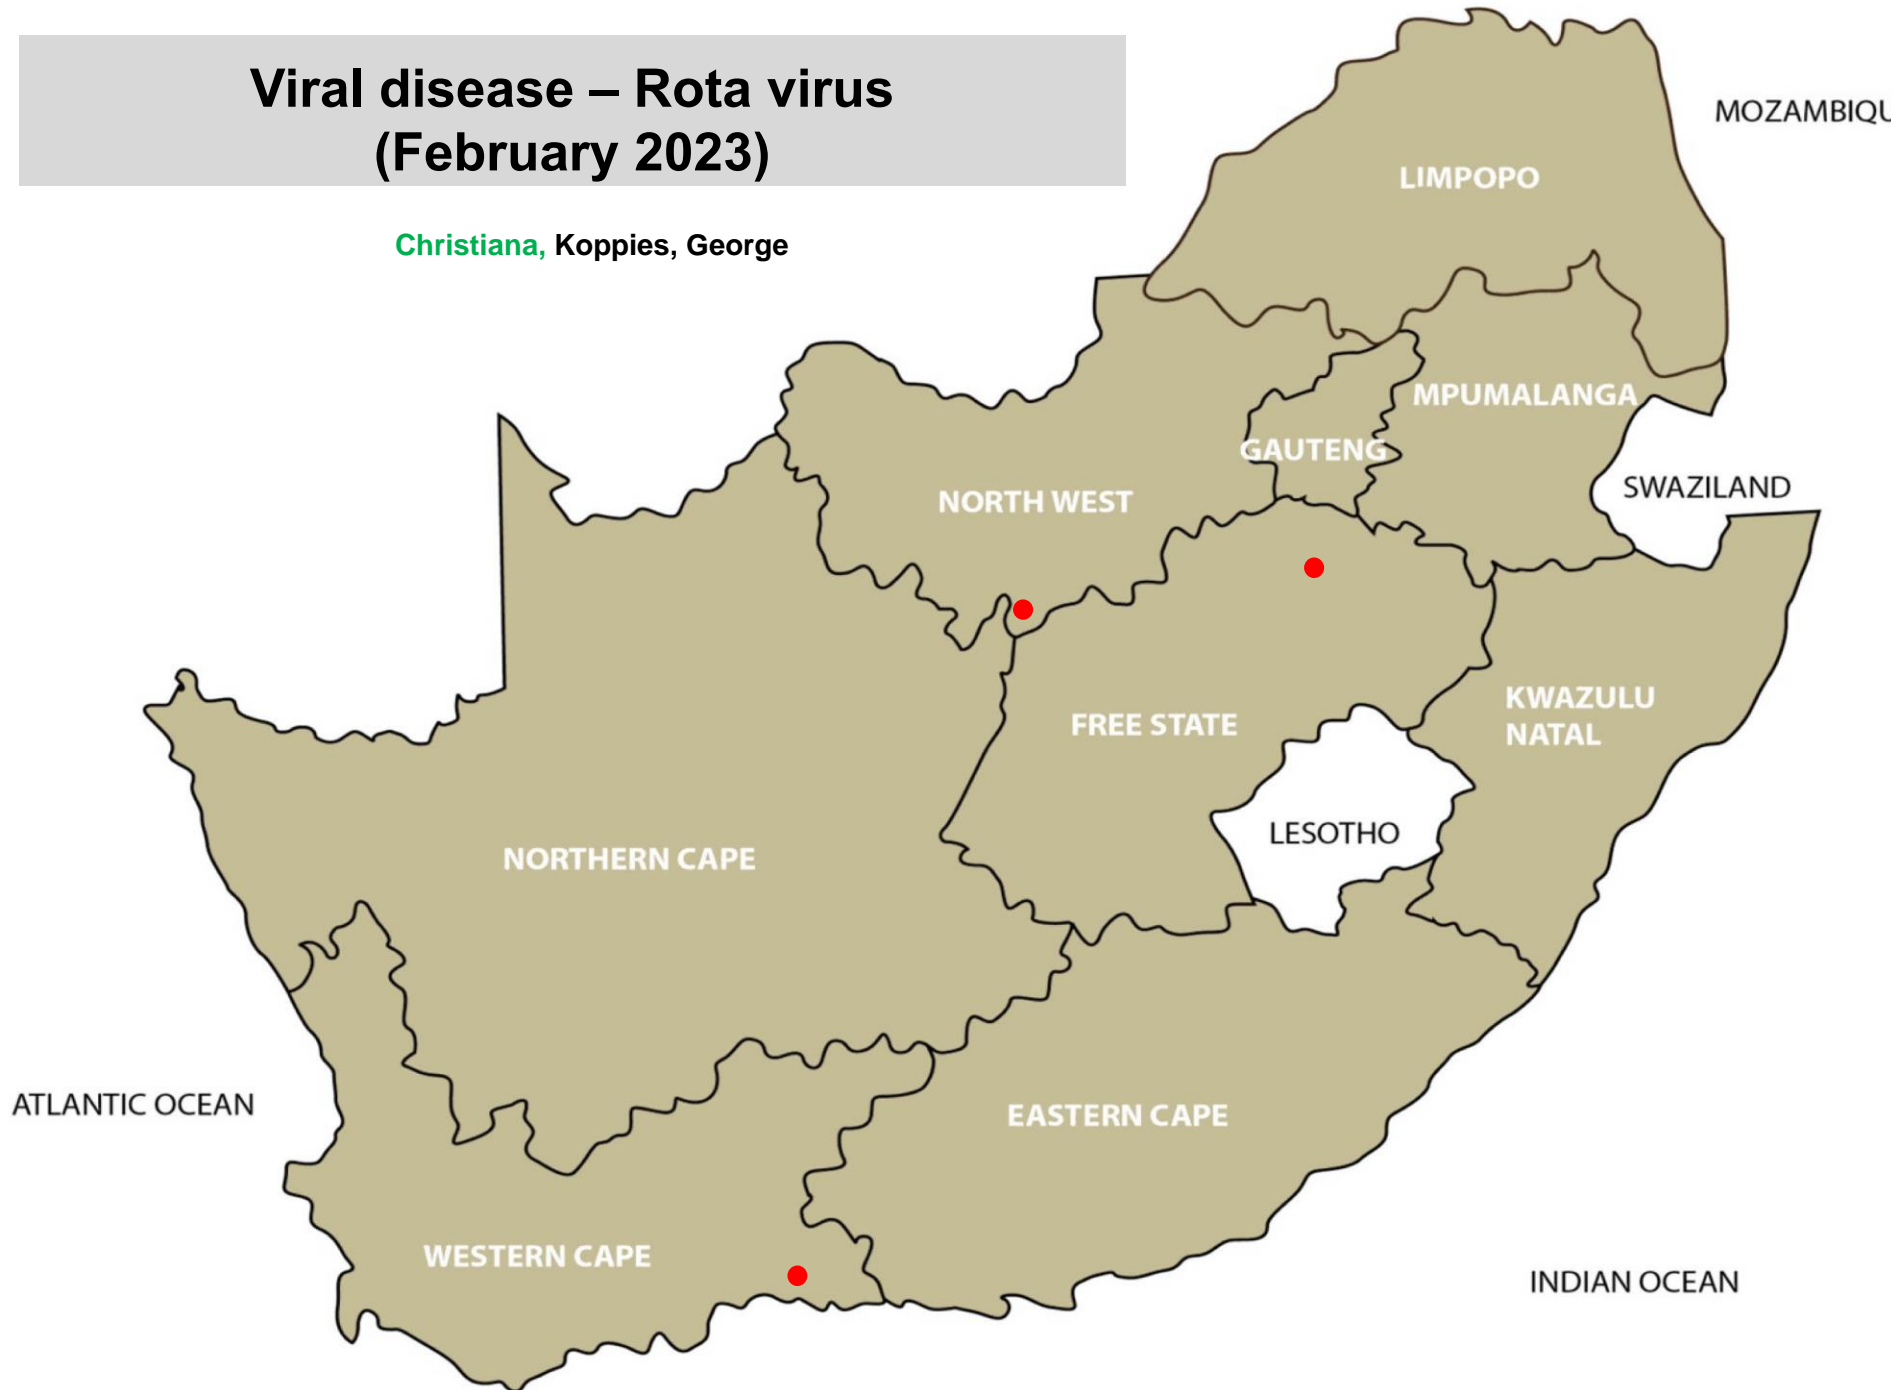 Viral disease – Rota virus
(February 2023)
Christiana, Koppies, George
MOZAMBIQU
LIMPOPO
MPUMALANGA
GAUTENG
SWAZILAND
NORTH WEST
KWAZULU
NATAL
FREE STATE
LESOTHO
NORTHERN CAPE
ATLANTIC OCEAN
EASTERN CAPE
WESTERN CAPE
INDIAN OCEAN